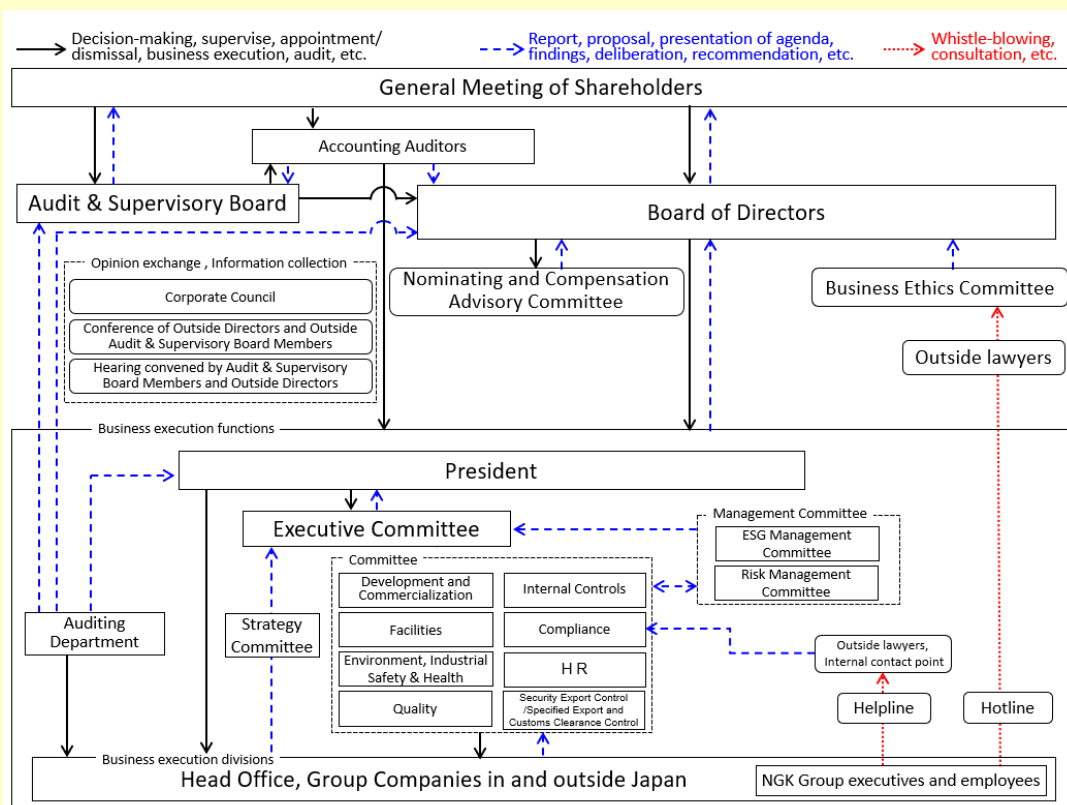 Decision-making, supervise, appointment/
dismissal, business execution, audit, etc.
Report, proposal, presentation of agenda,
findings, deliberation, recommendation, etc.
Whistle-blowing,
consultation, etc.
General Meeting of Shareholders
Accounting Auditors
Audit & Supervisory Board
Board of Directors
Opinion exchange , Information collection
Corporate Council
Conference of Outside Directors and Outside
Audit & Supervisory Board Members
Hearing convened by Audit & Supervisory
Board Members and Outside Directors
Nominating and Compensation
Advisory Committee
Business Ethics Committee
Outside lawyers
Business execution functions
President
Executive Committee
Management Committee
ESG Management
Committee
Risk Management
Committee
Committee
Development and
Commercialization
Internal Controls
Facilities
Compliance
Environment, Industrial
Safety & Health
H R
Quality
Security Export Control
/Specified Export and
Customs Clearance Control
Auditing
Department
Strategy
Committee
Outside lawyers,
Internal contact point
Helpline
Hotline
Business execution divisions
Head Office, Group Companies in and outside Japan
NGK Group executives and employees